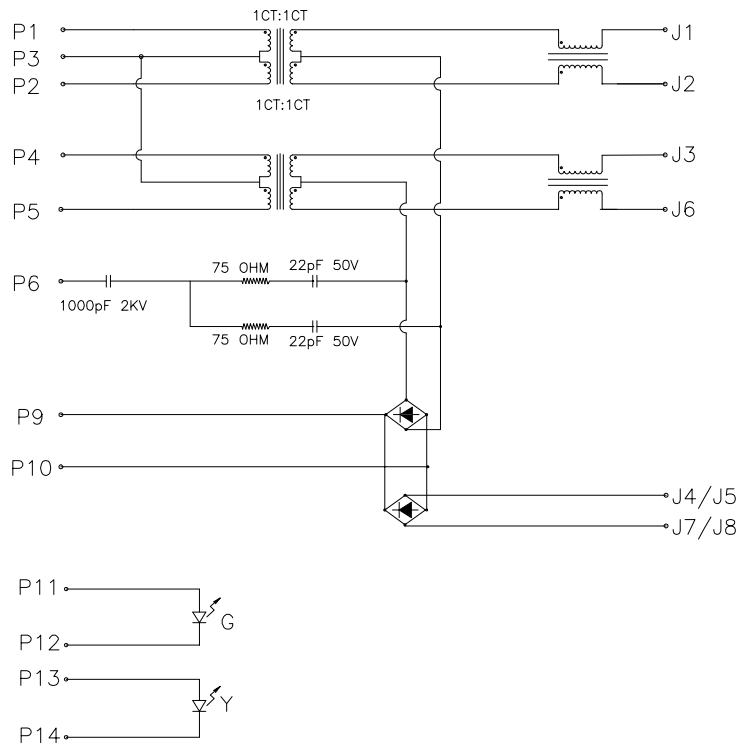 1CT:1CT
P1
J1
P3
P2
J2
1CT:1CT
P4
J3
P5
J6
75 OHM
22pF 50V
P6
1000pF 2KV
75 OHM
22pF 50V
P9
P10
J4/J5
J7/J8
P11
G
P12
P13
Y
P14